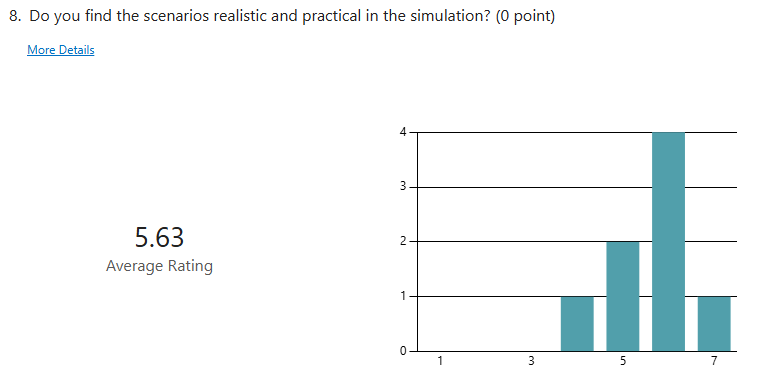 8. Do you find the scenarios realistic and practical in the simulation? (0 point)
More Details
5.63
Average Rating
4
3
2
1
0
1 3 5 7